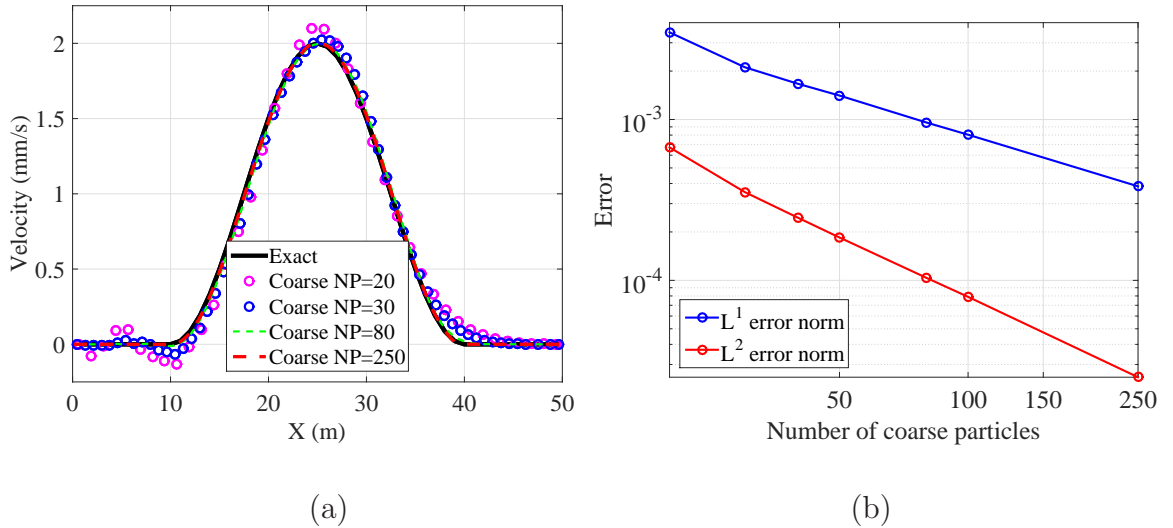 2
1.5
1
0.5
0
Velocity (mm/s)
0 10 20 30 40 50
X (m)
Exact
Coarse NP=20
Coarse NP=30
Coarse NP=80
Coarse NP=250
(a)
10⁻³
10⁻⁴
Error
50 100 150 250
Number of coarse particles
L¹ error norm
L² error norm
(b)